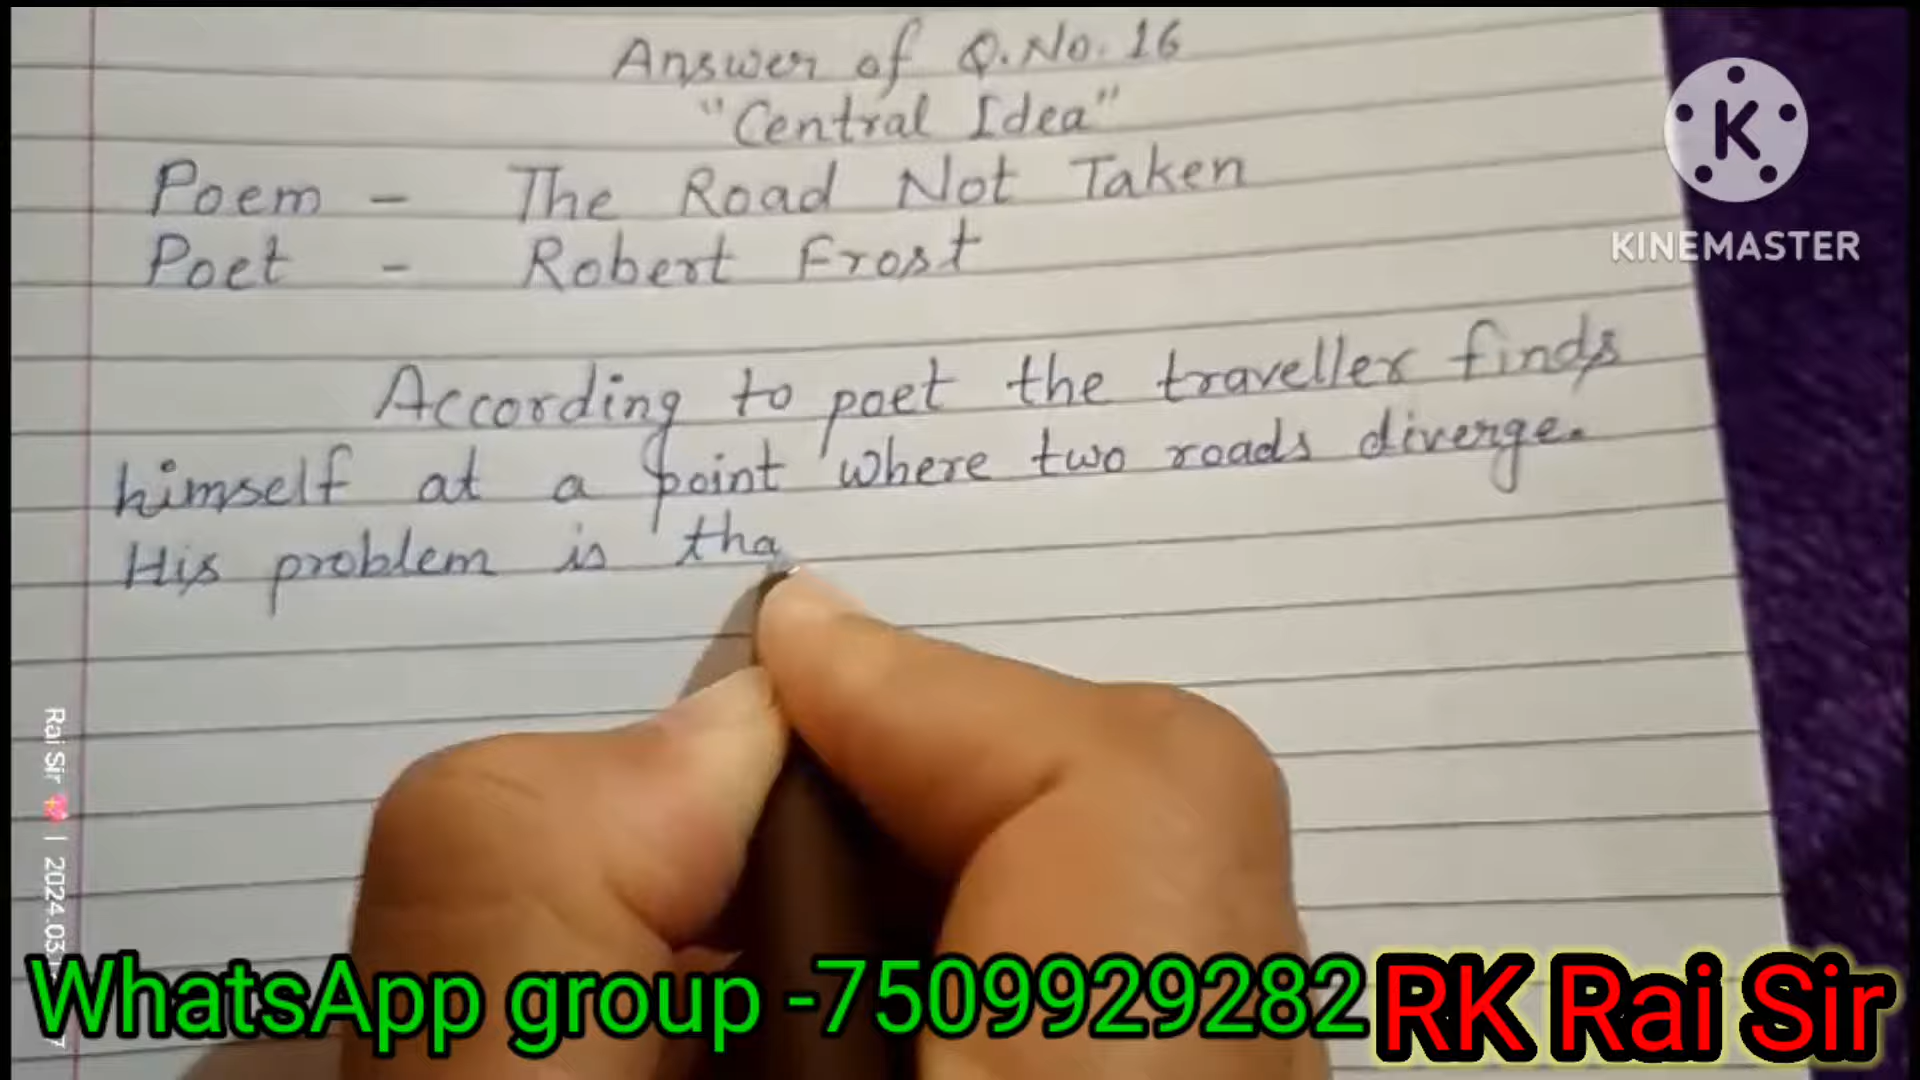 Answer of Q.No. 16
"Central Idea"
Poem - The Road Not Taken
Poet - Robert Frost
According to poet the traveller finds
himself at a point where two roads diverge.
His problem is tha
K
KINEMASTER
Rai Sir 💖 | 2024.03
WhatsApp group -7509929282 RK Rai Sir